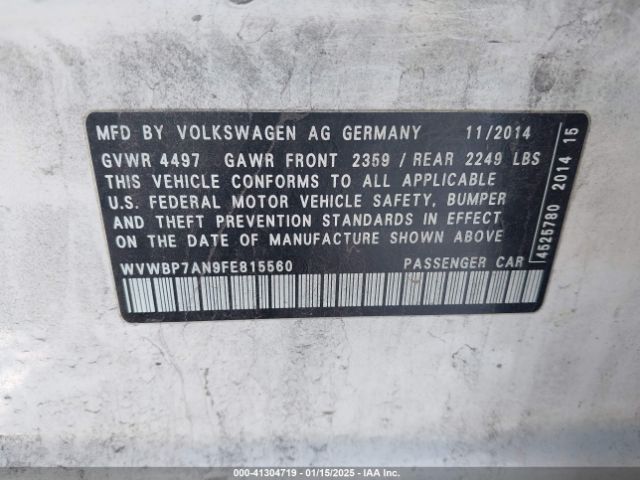 MFD BY VOLKSWAGEN AG GERMANY 11/2014
GVWR 4497 GAWR FRONT 2359 / REAR 2249 LBS
THIS VEHICLE CONFORMS TO ALL APPLICABLE
U.S. FEDERAL MOTOR VEHICLE SAFETY, BUMPER
AND THEFT PREVENTION STANDARDS IN EFFECT
ON THE DATE OF MANUFACTURE SHOWN ABOVE
WVWBP7AN9FE815560 PASSENGER CAR
4525780 2014 15
000-41304719 - 01/15/2025 - IAA Inc.